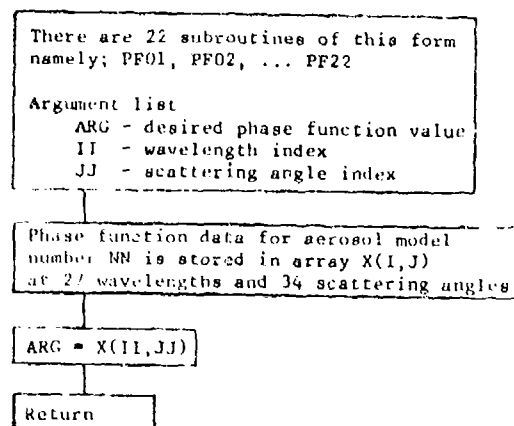 There are 22 subroutines of this form
namely; PF01, PF02, ... PF22
Argument list
ARG - desired phase function value
II - wavelength index
JJ - scattering angle index
Phase function data for aerosol model
number NN is stored in array X(I,J)
at 27 wavelengths and 34 scattering angles
ARG = X(II,JJ)
Return